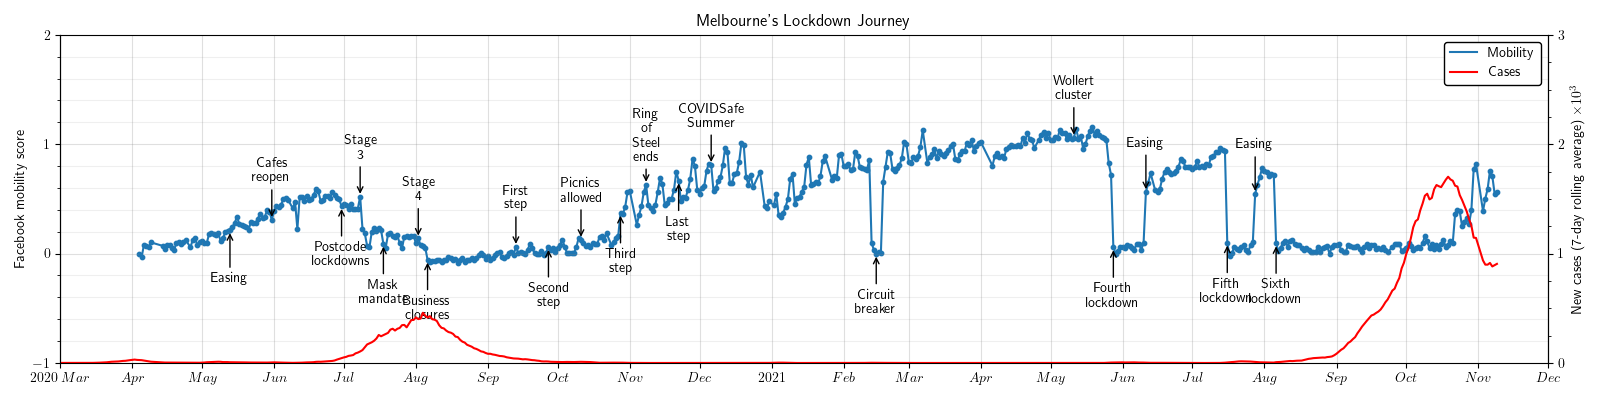 Melbourne's Lockdown Journey
2
1
0
−1
Facebook mobility score
3
2
1
0
New cases (7-day rolling average) ×10³
Mobility
Cases
Easing
Cafes
reopen
Postcode
lockdowns
Stage
3
Mask
mandate
Stage
4
Business
closures
First
step
Second
step
Picnics
allowed
Third
step
Ring
of
Steel
ends
Last
step
COVIDSafe
Summer
Circuit
breaker
Wollert
cluster
Fourth
lockdown
Easing
Fifth
lockdown
Easing
Sixth
lockdown
2020 Mar
Apr
May
Jun
Jul
Aug
Sep
Oct
Nov
Dec
2021
Feb
Mar
Apr
May
Jun
Jul
Aug
Sep
Oct
Nov
Dec